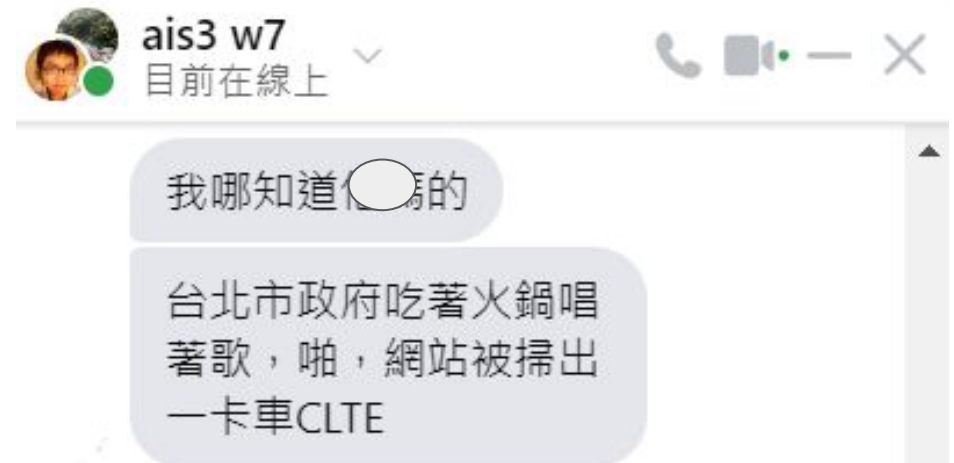 ais3 w7
目前在線上
我哪知道的
台北市政府吃著火鍋唱
著歌，啪，網站被掃出
一卡車CLTE